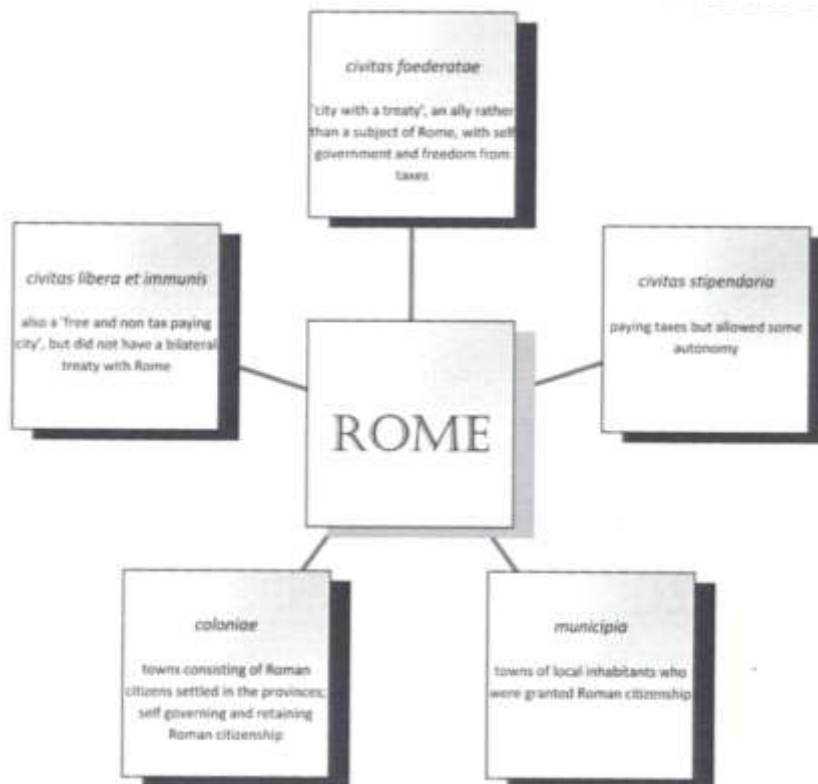 civitas foederatae
'city with a treaty', an ally rather
than a subject of Rome, with self
government and freedom from
taxes
civitas libera et immunis
also a 'free and non tax paying
city', but did not have a bilateral
treaty with Rome
civitas stipendaria
paying taxes but allowed some
autonomy
ROME
coloniae
towns consisting of Roman
citizens settled in the provinces;
self governing and retaining
Roman citizenship
municipia
towns of local inhabitants who
were granted Roman citizenship